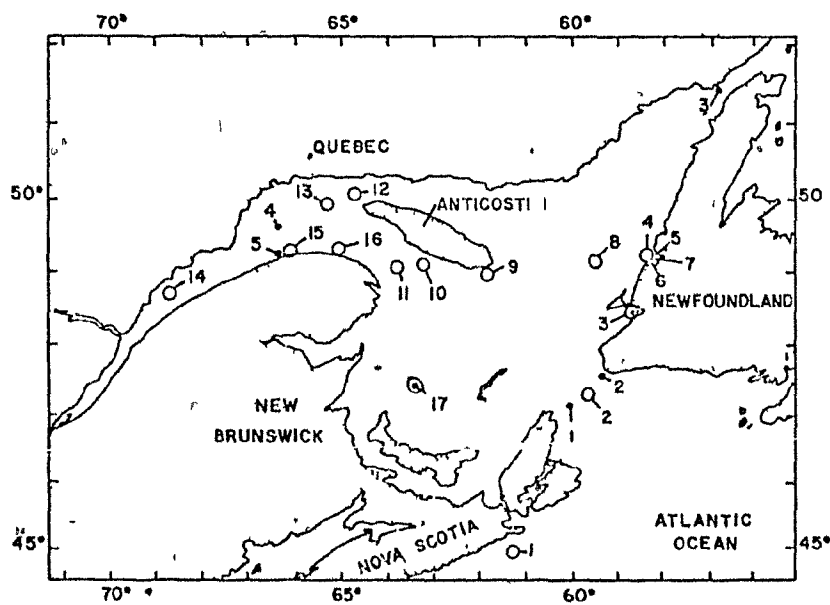 70° 65° 60°
3
QUEBEC
50° 13 12 50°
ANTICOSTI I
4 4
5 15 16 8 5
7
9 6
14 11 10
NEWFOUNDLAND
3
2
17
NEW 2
BRUNSWICK 1
ATLANTIC
45° NOVA SCOTIA 1 OCEAN 45°
70° 65° 60°